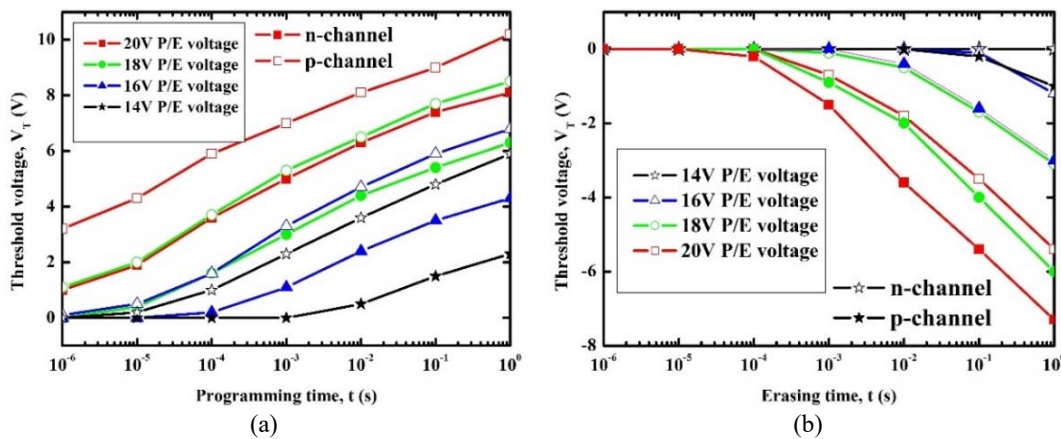 20V P/E voltage
18V P/E voltage
16V P/E voltage
14V P/E voltage
n-channel
p-channel
Threshold voltage, V_T (V)
10
8
6
4
2
0
10^-6
10^-5
10^-4
10^-3
10^-2
10^-1
10^0
Programming time, t (s)
(a)
14V P/E voltage
16V P/E voltage
18V P/E voltage
20V P/E voltage
n-channel
p-channel
Threshold voltage, V_T (V)
0
-2
-4
-6
-8
10^-6
10^-5
10^-4
10^-3
10^-2
10^-1
10^0
Erasing time, t (s)
(b)